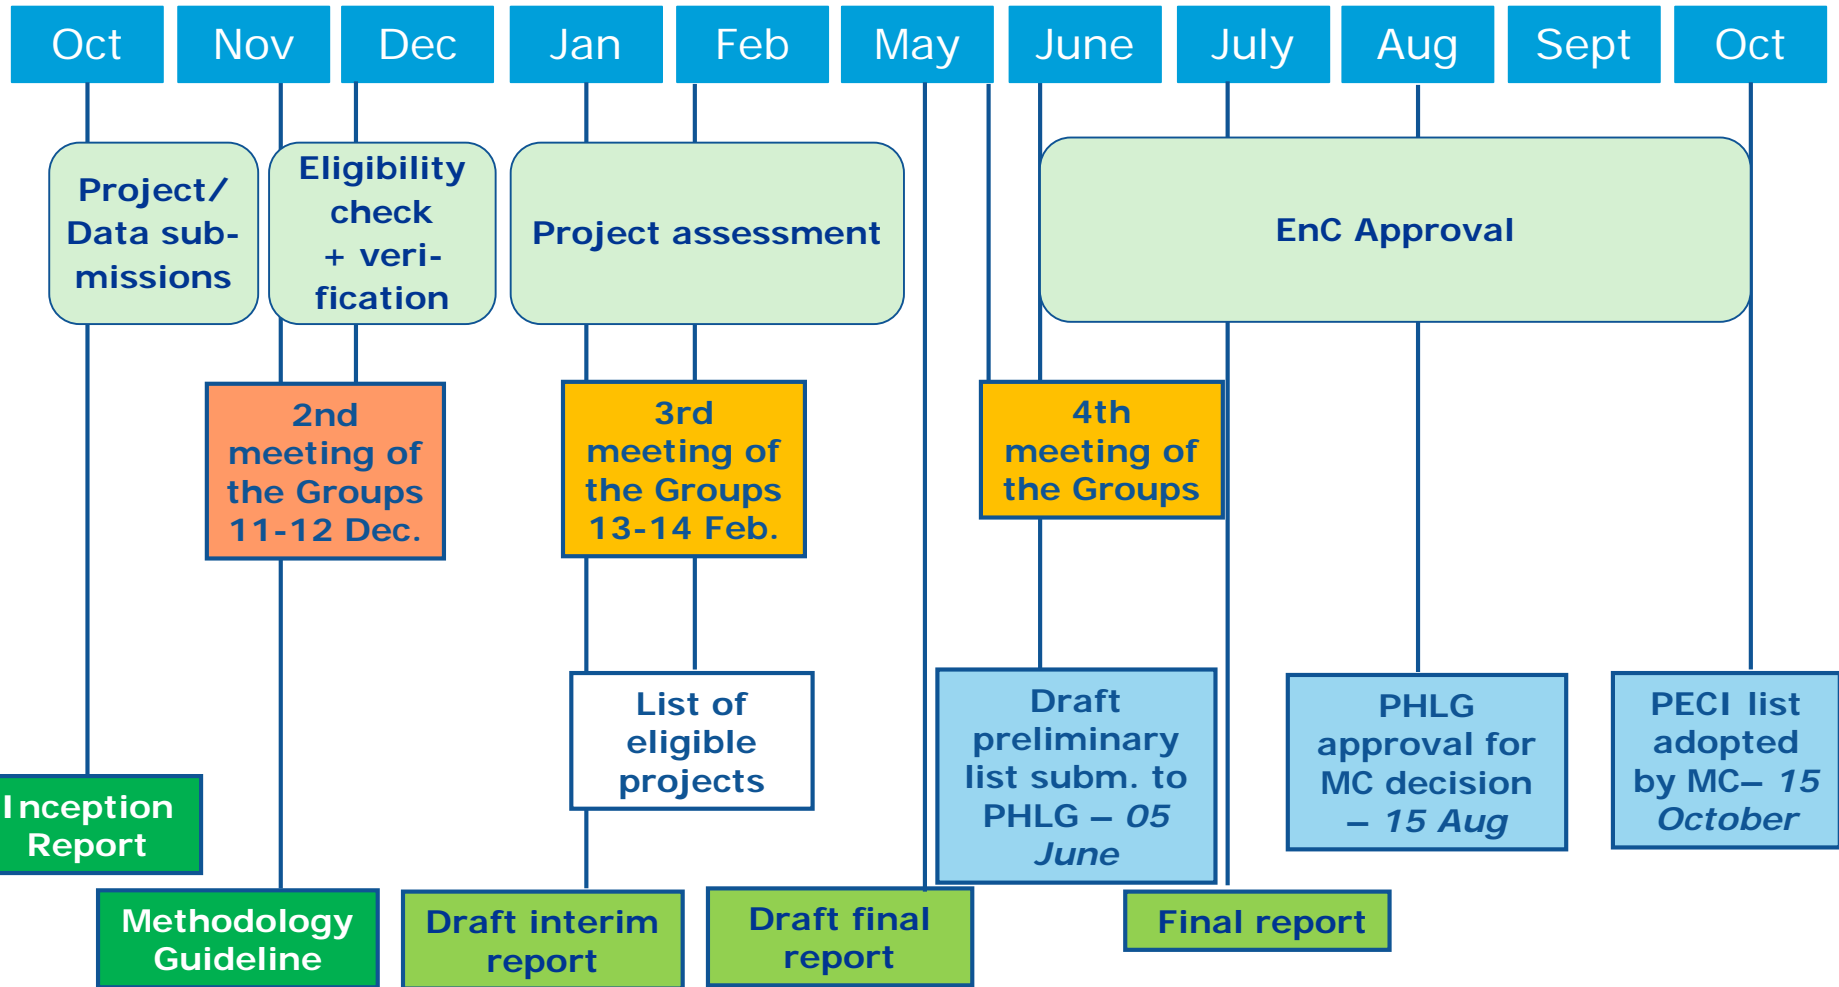 Oct
Nov
Dec
Jan
Feb
May
June
July
Aug
Sept
Oct
Project/
Data sub-
missions
Eligibility
check
+ veri-
fication
Project assessment
EnC Approval
2nd
meeting of
the Groups
11-12 Dec.
3rd
meeting of
the Groups
13-14 Feb.
4th
meeting of
the Groups
List of
eligible
projects
Draft
preliminary
list subm. to
PHLG – 05
June
PHLG
approval for
MC decision
– 15 Aug
PECI list
adopted
by MC– 15
October
Inception
Report
Methodology
Guideline
Draft interim
report
Draft final
report
Final report